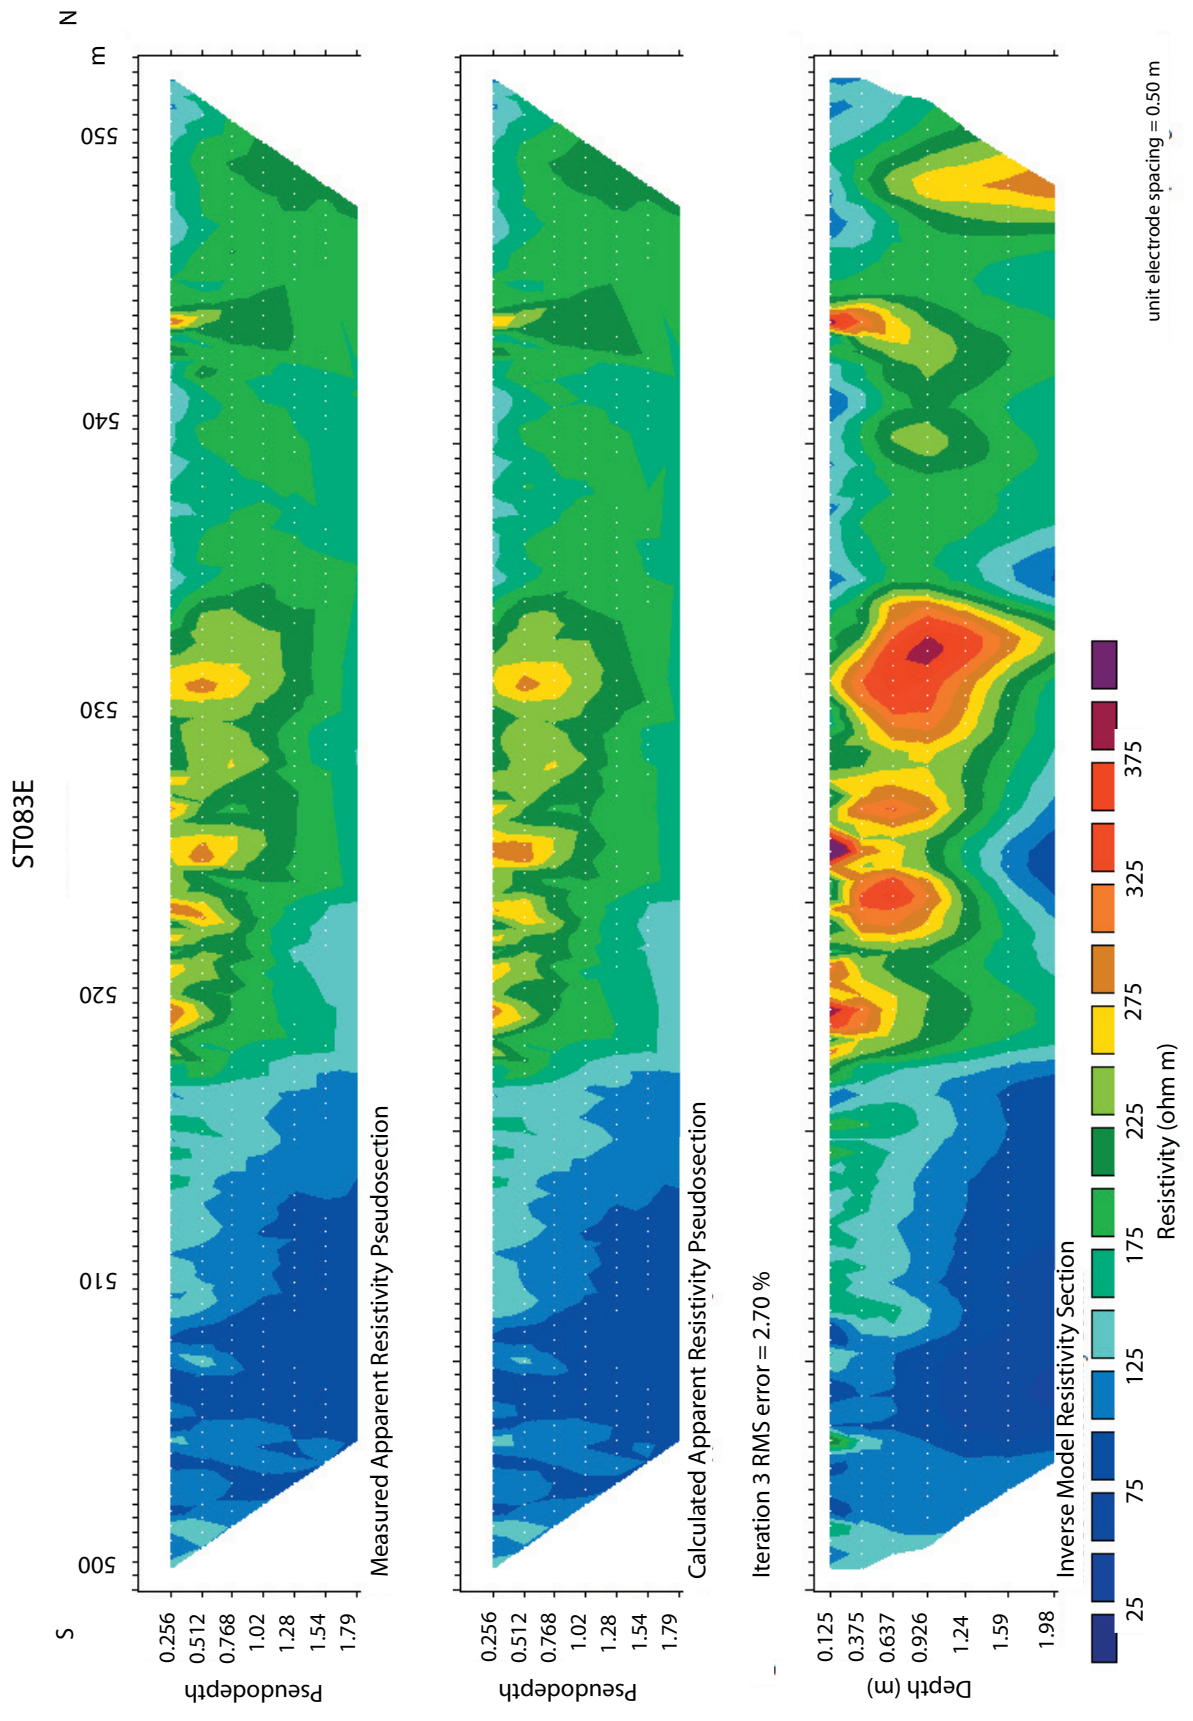 ST083E
S N
500 510 520 530 540 550 m
Pseudodepth
0.256
0.512
0.768
1.02
1.28
1.54
1.79
Measured Apparent Resistivity Pseudosection
Pseudodepth
0.256
0.512
0.768
1.02
1.28
1.54
1.79
Calculated Apparent Resistivity Pseudosection
Iteration 3 RMS error = 2.70 %
Depth (m)
0.125
0.375
0.637
0.926
1.24
1.59
1.98
Inverse Model Resistivity Section
25 75 125 175 225 275 325 375
Resistivity (ohm m)
unit electrode spacing = 0.50 m